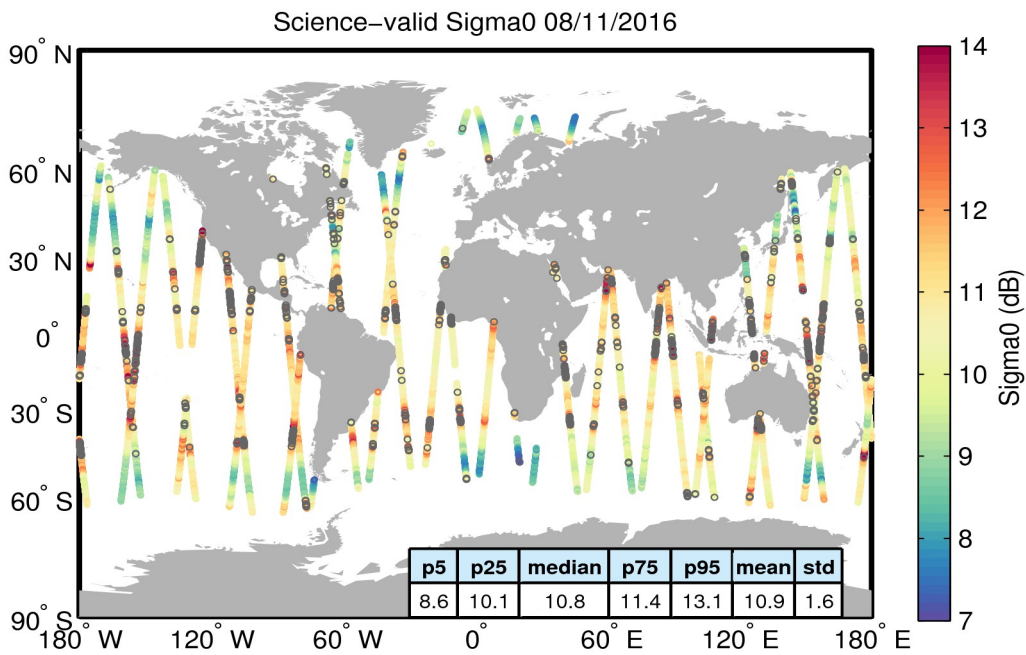 Science−valid Sigma0 08/11/2016
90° N
60° N
30° N
0°
30° S
60° S
90° S
180° W
120° W
60° W
0°
60° E
120° E
180° E
14
13
12
11
10
9
8
7
Sigma0 (dB)
p5 p25 median p75 p95 mean std
8.6 10.1 10.8 11.4 13.1 10.9 1.6